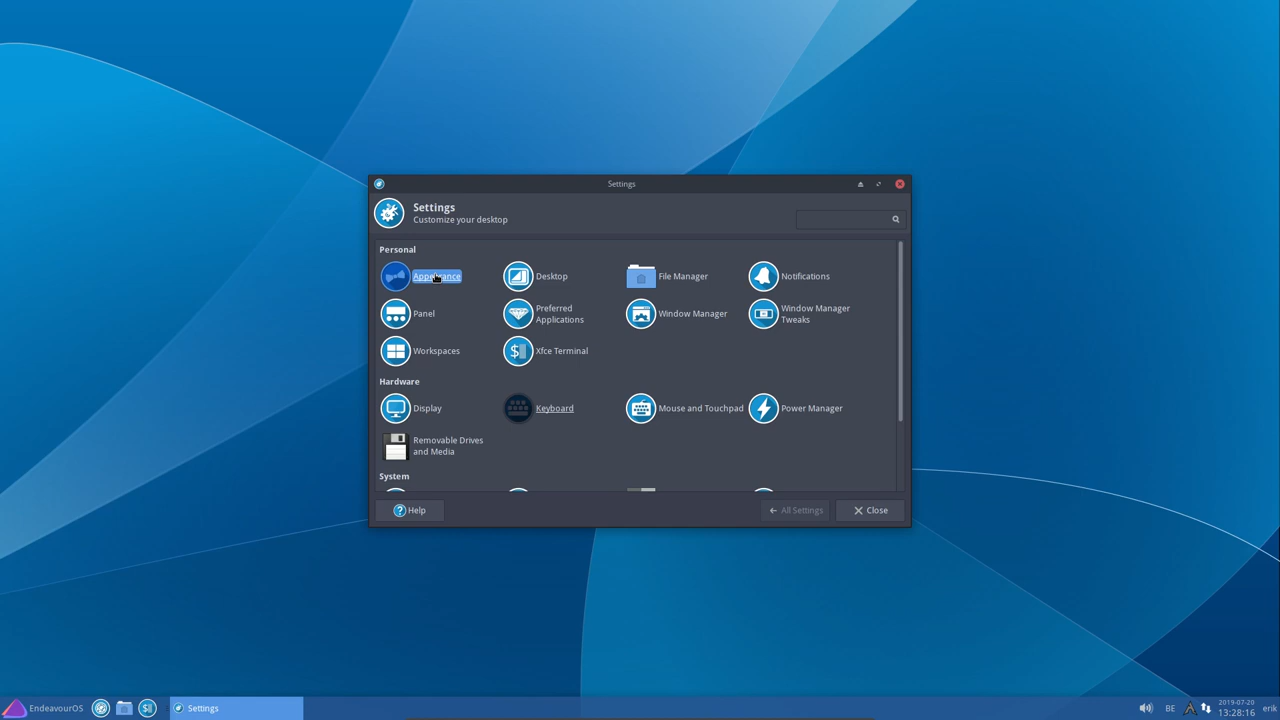 Settings
Settings
Customize your desktop
Personal
Appearance
Desktop
File Manager
Notifications
Panel
Preferred
Applications
Window Manager
Window Manager
Tweaks
Workspaces
Xfce Terminal
Hardware
Display
Keyboard
Mouse and Touchpad
Power Manager
Removable Drives
and Media
System
Help
All Settings
Close
EndeavourOS
Settings
BE
2019-07-20
13:28:16
erik